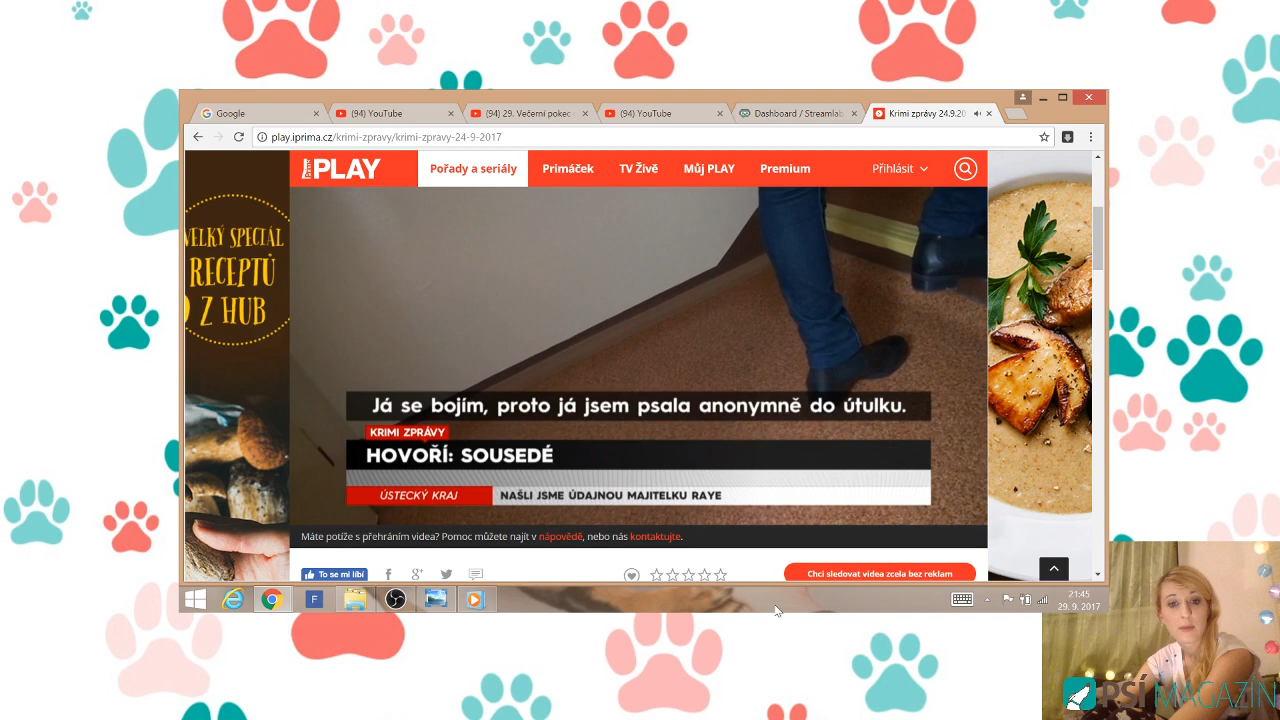 Google
(94) YouTube
(94) 29. Večerní pokec
(94) YouTube
Dashboard / Streamlab
Krimi zprávy 24.9.20
play.iprima.cz/krimi-zpravy/krimi-zpravy-24-9-2017
prima PLAY
Pořady a seriály
Primáček
TV Živě
Můj PLAY
Premium
Přihlásit
VELKÝ SPECIÁL
RECEPTŮ
Z HUB
Já se bojím, proto já jsem psala anonymně do útulku.
KRIMI ZPRÁVY
HOVOŘÍ: SOUSEDÉ
ÚSTECKÝ KRAJ
NAŠLI JSME ÚDAJNOU MAJITELKU RAYE
Máte potíže s přehráním videa? Pomoc můžete najít v nápovědě, nebo nás kontaktujte.
To se mi líbí
Chci sledovat videa zcela bez reklam
21:45
29. 9. 2017
PSÍ MAGAZÍN